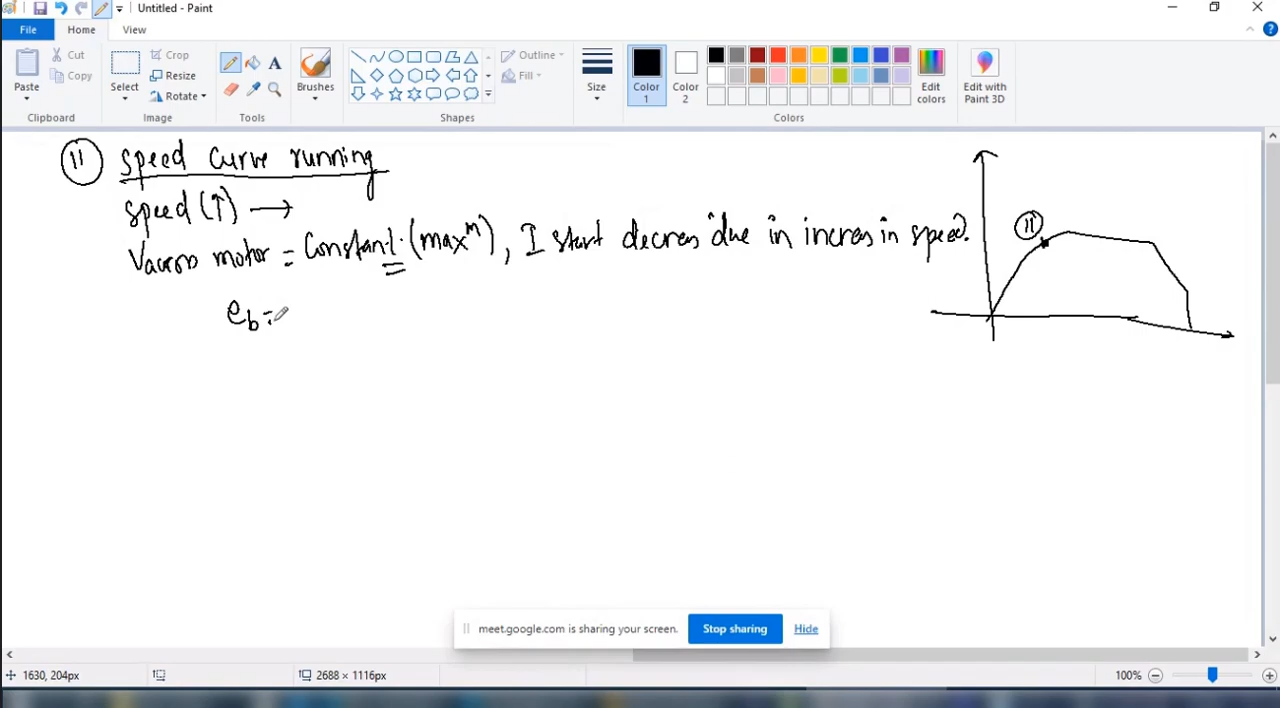 Untitled - Paint
File Home View
Paste Cut Copy Clipboard
Select Crop Resize Rotate Image
A Tools
Brushes
Outline Fill Shapes
Size
Color 1 Color 2
Edit colors
Edit with Paint 3D
Colors
11 speed curve running
speed (↑) →
Vacross motor = Constant. (maxᵐ), I start decres due in incres in speed.
11
eb =
meet.google.com is sharing your screen. Stop sharing Hide
1630, 204px 2688 × 1116px 100%